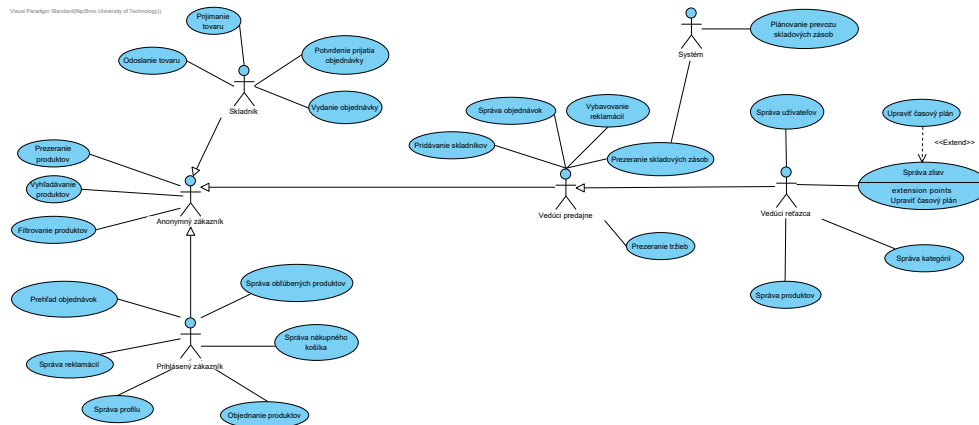 Visual Paradigm Standard(filip(Brno University of Technology))
Prijímanie
tovaru
Odoslanie tovaru
Potvrdenie prijatia
objednávky
Vydanie objednávky
Skladník
Systém
Plánovanie prevozu
skladových zásob
Správa objednávok
Vybavovanie
reklamácií
Pridávanie skladníkov
Prezeranie skladových zásob
Vedúci predajne
Prezeranie tržieb
Správa užívateľov
Upraviť časový plán
<<Extend>>
Správa zliav
extension points
Upraviť časový plán
Vedúci reťazca
Správa kategórií
Správa produktov
Prezeranie
produktov
Vyhľadávanie
produktov
Filtrovanie produktov
Anonymný zákazník
Správa obľúbených produktov
Prehľad objednávok
Správa nákupného
košíka
Správa reklamácií
Prihlásený zákazník
Správa profilu
Objednanie produktov